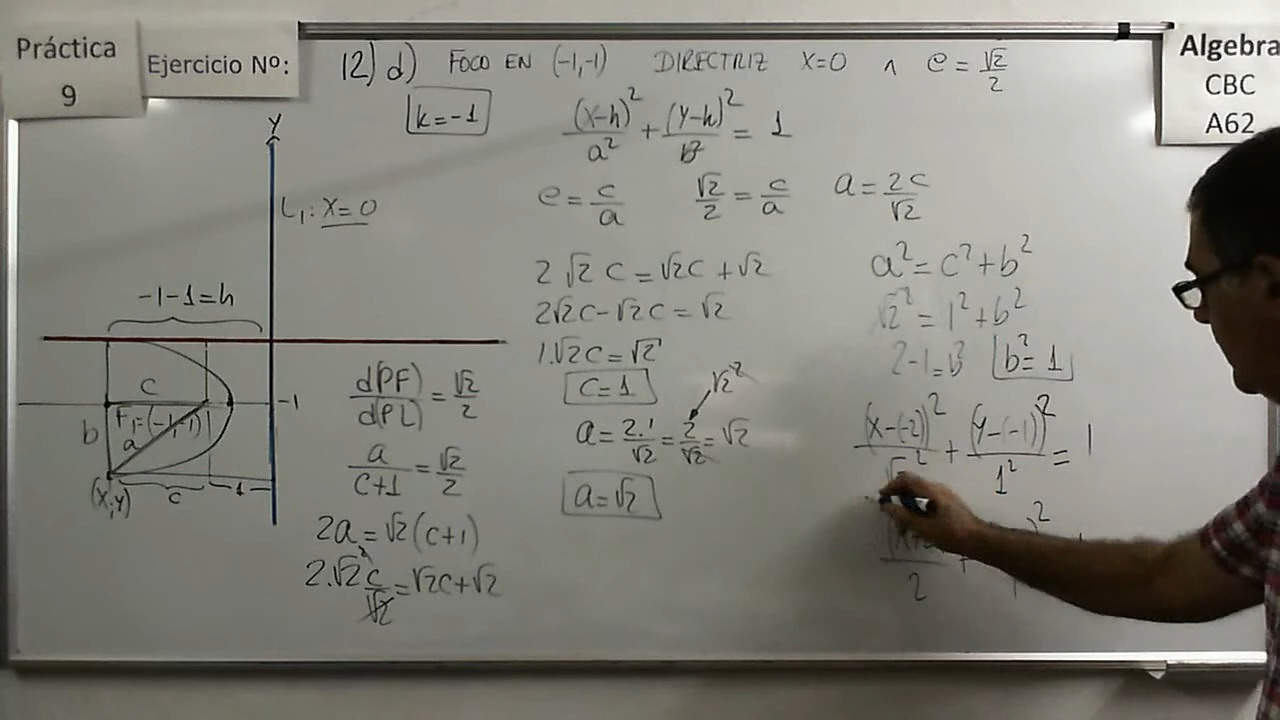 Práctica
9
Ejercicio Nº:
Algebra
CBC
A62
12) d) FOCO EN (-1,-1) DIRECTRIZ X=0 ∧ e = √2/2
k=-1
(X-h)²/a² + (Y-k)²/b² = 1
e = c/a √2/2 = c/a a = 2c/√2
Y
L₁: X=0
-1-1=h
c
-1
F₁=(-1,-1)
b
a
(X,Y)
c
1
d(PF)/d(PL) = √2/2
a/(c+1) = √2/2
2a = √2(c+1)
2.√2 c/√2 = √2c+√2
2√2 c = √2c + √2
2√2c-√2c = √2
1.√2c = √2
c=1
√2²
a = 2.1/√2 = 2/√2 = √2
a=√2
a² = c² + b²
√2² = 1² + b²
2-1=b² b²=1
(X-(-2))²/√2² + (Y-(-1))²/1² = 1
2